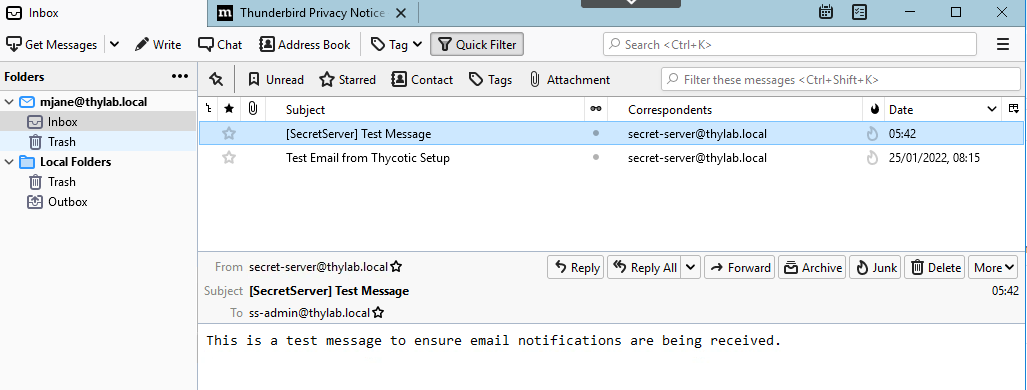 Inbox
m Thunderbird Privacy Notice
Get Messages Write Chat Address Book Tag Quick Filter Search <Ctrl+K>
Folders
Unread Starred Contact Tags Attachment Filter these messages <Ctrl+Shift+K>
mjane@thylab.local
Inbox
Trash
Local Folders
Trash
Outbox
Subject Correspondents Date
[SecretServer] Test Message secret-server@thylab.local 05:42
Test Email from Thycotic Setup secret-server@thylab.local 25/01/2022, 08:15
From secret-server@thylab.local Reply Reply All Forward Archive Junk Delete More
Subject [SecretServer] Test Message 05:42
To ss-admin@thylab.local
This is a test message to ensure email notifications are being received.